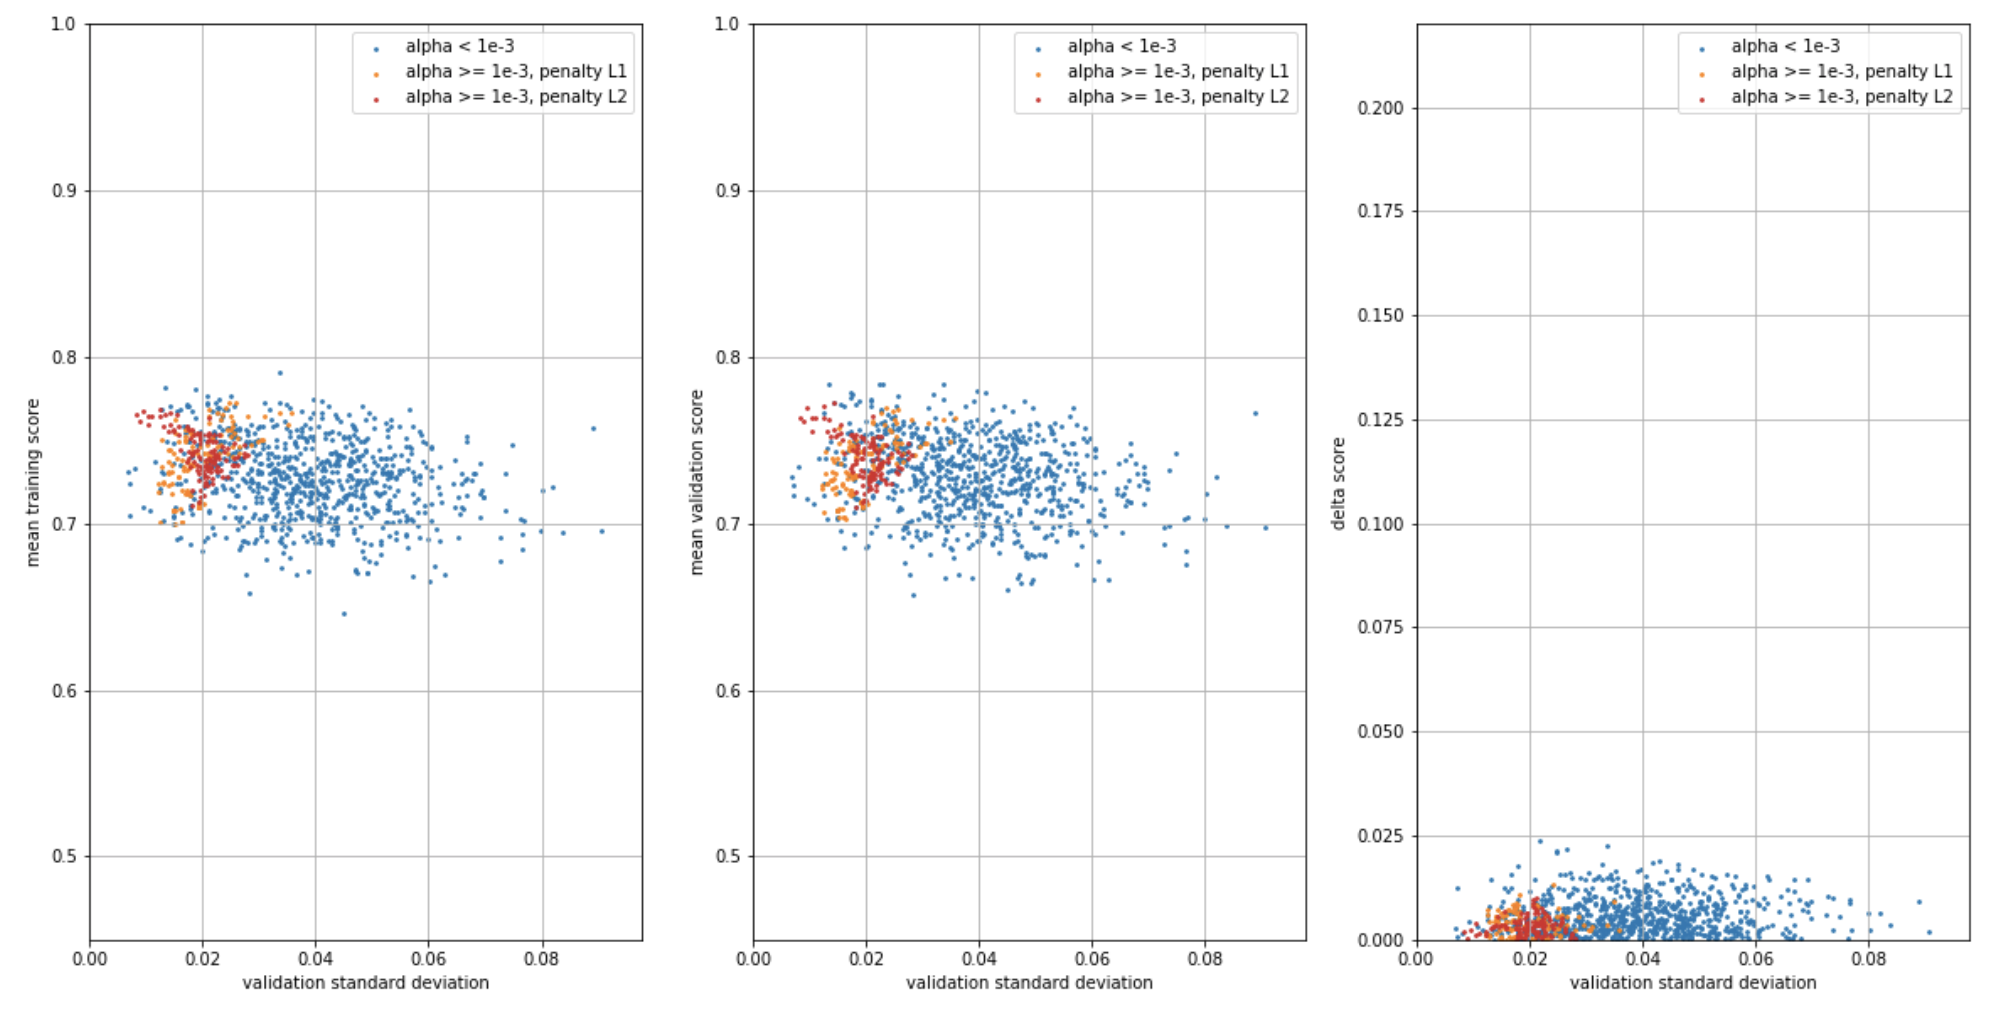 1.0
0.9
0.8
0.7
0.6
0.5
mean training score
alpha < 1e-3
alpha >= 1e-3, penalty L1
alpha >= 1e-3, penalty L2
0.00 0.02 0.04 0.06 0.08
validation standard deviation
1.0
0.9
0.8
0.7
0.6
0.5
mean validation score
alpha < 1e-3
alpha >= 1e-3, penalty L1
alpha >= 1e-3, penalty L2
0.00 0.02 0.04 0.06 0.08
validation standard deviation
0.200
0.175
0.150
0.125
0.100
0.075
0.050
0.025
0.000
delta score
alpha < 1e-3
alpha >= 1e-3, penalty L1
alpha >= 1e-3, penalty L2
0.00 0.02 0.04 0.06 0.08
validation standard deviation